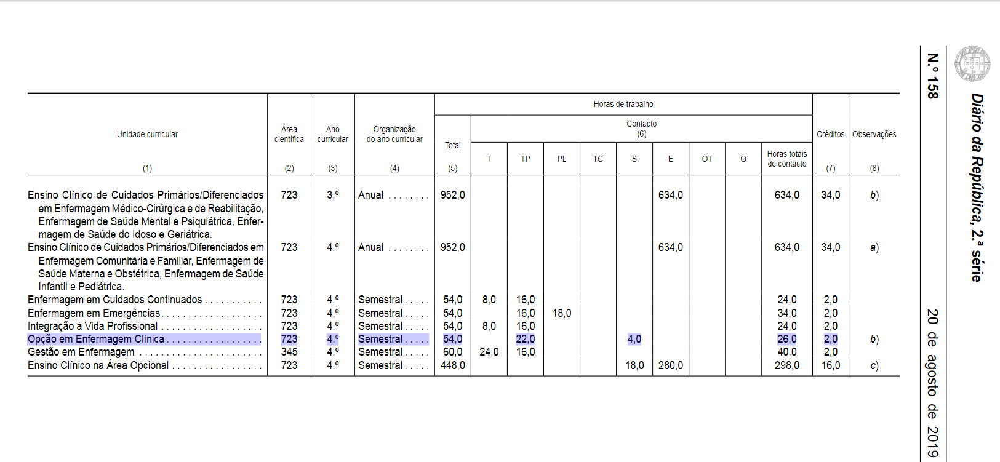 N.º 158
20 de agosto de 2019
Diário da República, 2.ª série
Unidade curricular
(1)
Área
científica
(2)
Ano
curricular
(3)
Organização
do ano curricular
(4)
Horas de trabalho
Total
(5)
Contacto
(6)
T TP PL TC S E OT O
Horas totais
de contacto
Créditos
(7)
Observações
(8)
Ensino Clínico de Cuidados Primários/Diferenciados 723 3.º Anual . . . . . . . . 952,0 634,0 634,0 34,0 b)
em Enfermagem Médico-Cirúrgica e de Reabilitação,
Enfermagem de Saúde Mental e Psiquiátrica, Enfer-
magem de Saúde do Idoso e Geriátrica.
Ensino Clínico de Cuidados Primários/Diferenciados em 723 4.º Anual . . . . . . . . 952,0 634,0 634,0 34,0 a)
Enfermagem Comunitária e Familiar, Enfermagem de
Saúde Materna e Obstétrica, Enfermagem de Saúde
Infantil e Pediátrica.
Enfermagem em Cuidados Continuados . . . . . . . . . . . 723 4.º Semestral . . . . . 54,0 8,0 16,0 24,0 2,0
Enfermagem em Emergências. . . . . . . . . . . . . . . . . . . 723 4.º Semestral . . . . . 54,0 16,0 18,0 34,0 2,0
Integração à Vida Profissional . . . . . . . . . . . . . . . . . . . 723 4.º Semestral . . . . . 54,0 8,0 16,0 24,0 2,0
Opção em Enfermagem Clínica . . . . . . . . . . . . . . . . . . 723 4.º Semestral . . . . . 54,0 22,0 4,0 26,0 2,0 b)
Gestão em Enfermagem . . . . . . . . . . . . . . . . . . . . . . . 345 4.º Semestral . . . . . 60,0 24,0 16,0 40,0 2,0
Ensino Clínico na Área Opcional . . . . . . . . . . . . . . . . . 723 4.º Semestral . . . . . 448,0 18,0 280,0 298,0 16,0 c)